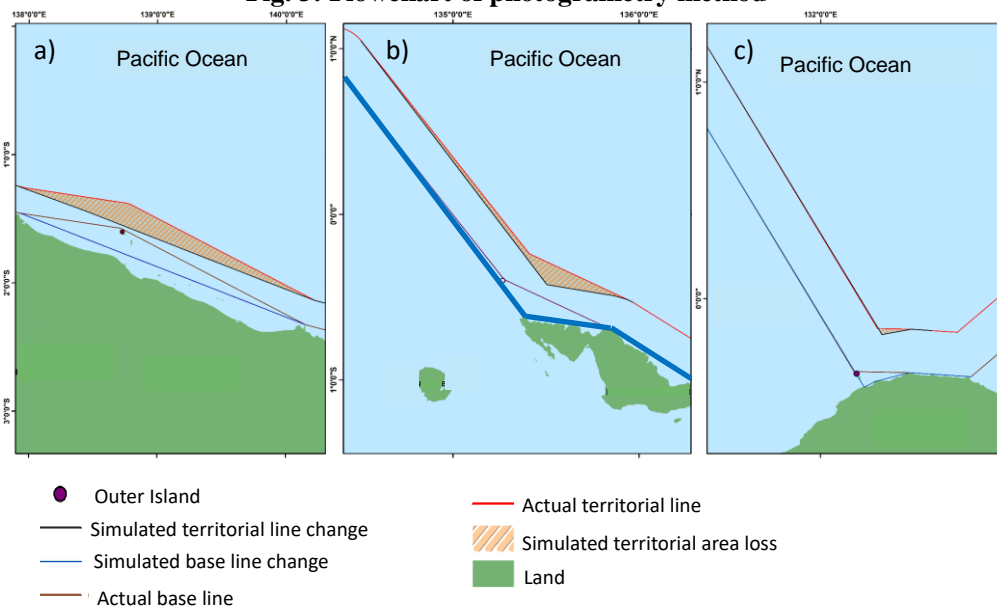 Flowchart of photogrametry method
138°0'0"E 139°0'0"E 140°0'0"E
a)
Pacific Ocean
1°0'0"S
2°0'0"S
3°0'0"S
135°0'0"E 136°0'0"E
b)
Pacific Ocean
1°0'0"N
0°0'0"
1°0'0"S
132°0'0"E
c)
Pacific Ocean
1°0'0"N
0°0'0"
Outer Island
Simulated territorial line change
Simulated base line change
Actual base line
Actual territorial line
Simulated territorial area loss
Land